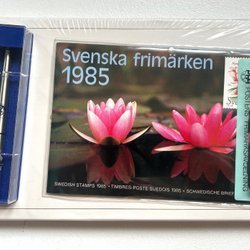 Svenska frimärken
1985
SWEDISH STAMPS 1985 • TIMBRES-POSTE SUEDOIS 1985 • SCHWEDISCHE BRIEF